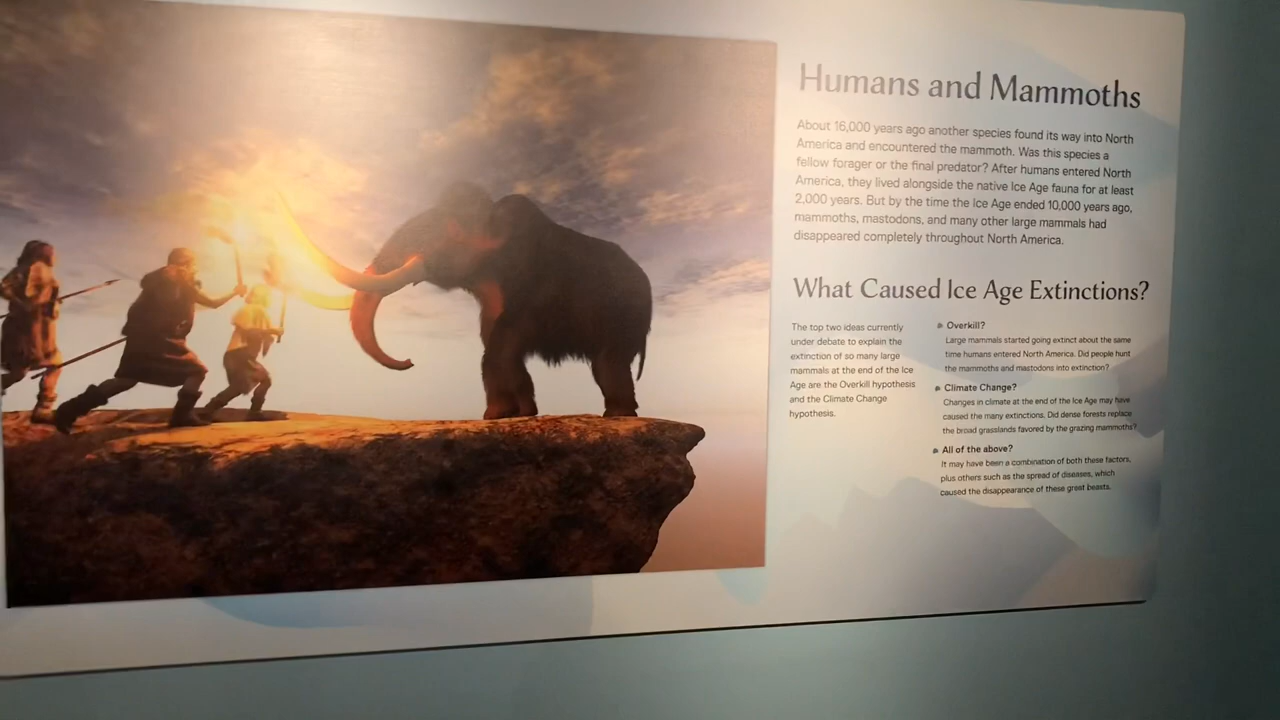 Humans and Mammoths
About 16,000 years ago another species found its way into North
America and encountered the mammoth. Was this species a
fellow forager or the final predator? After humans entered North
America, they lived alongside the native Ice Age fauna for at least
2,000 years. But by the time the Ice Age ended 10,000 years ago,
mammoths, mastodons, and many other large mammals had
disappeared completely throughout North America.
What Caused Ice Age Extinctions?
The top two ideas currently
under debate to explain the
extinction of so many large
mammals at the end of the Ice
Age are the Overkill hypothesis
and the Climate Change
hypothesis.
Overkill?
Large mammals started going extinct about the same
time humans entered North America. Did people hunt
the mammoths and mastodons into extinction?
Climate Change?
Changes in climate at the end of the Ice Age may have
caused the many extinctions. Did dense forests replace
the broad grasslands favored by the grazing mammoths?
All of the above?
It may have been a combination of both these factors,
plus others such as the spread of diseases, which
caused the disappearance of these great beasts.